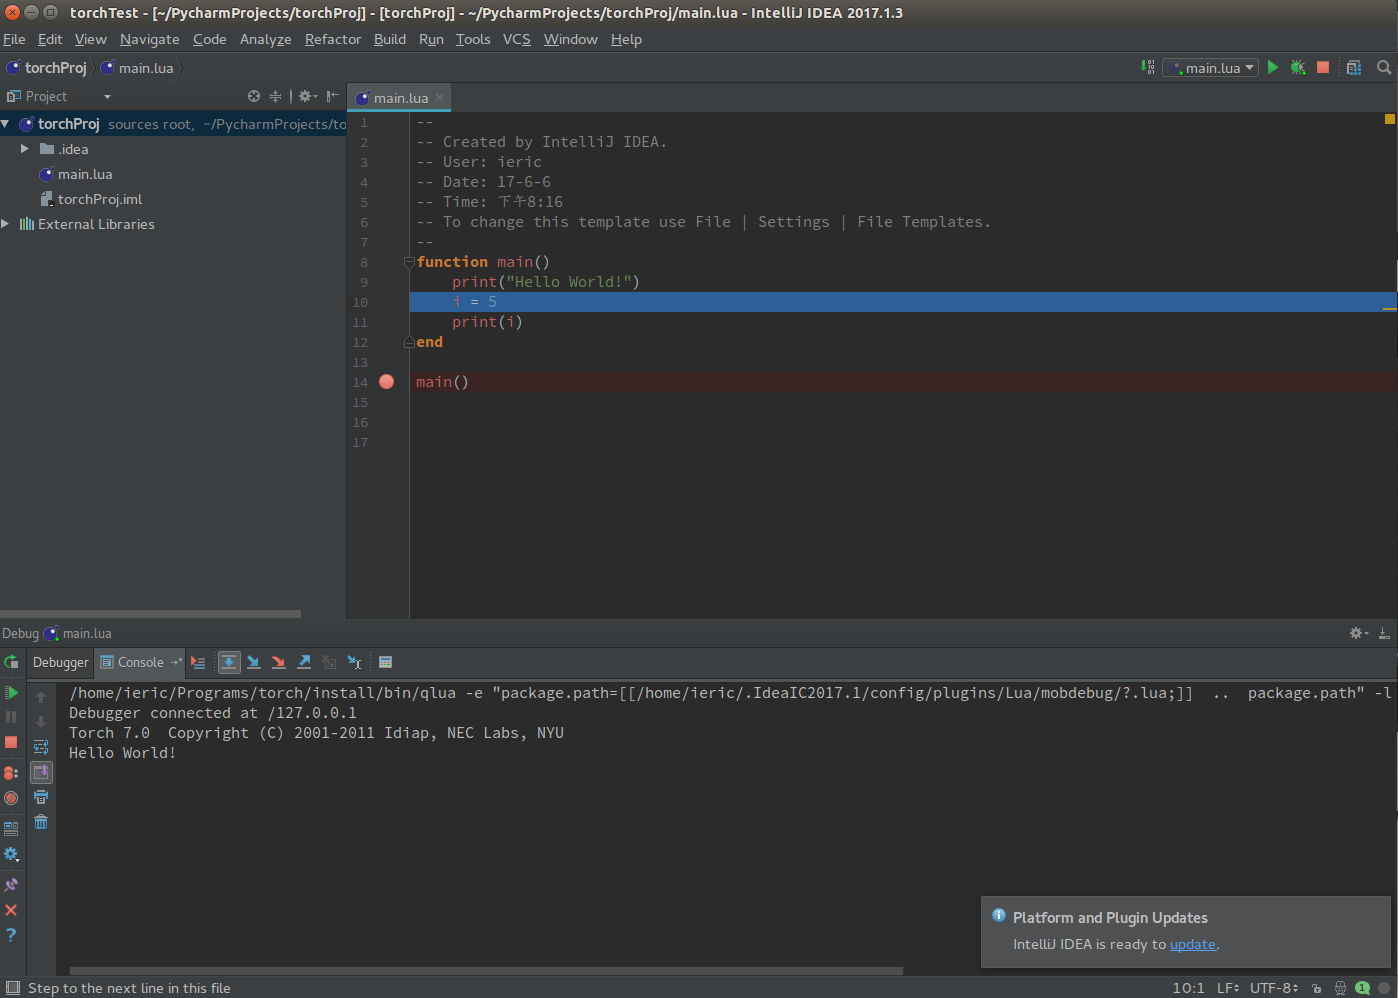 torchTest - [~/PycharmProjects/torchProj] - [torchProj] - ~/PycharmProjects/torchProj/main.lua - IntelliJ IDEA 2017.1.3
File Edit View Navigate Code Analyze Refactor Build Run Tools VCS Window Help
torchProj main.lua
main.lua
Project
main.lua
torchProj sources root, ~/PycharmProjects/to
.idea
main.lua
torchProj.iml
External Libraries
1 --
2 -- Created by IntelliJ IDEA.
3 -- User: ieric
4 -- Date: 17-6-6
5 -- Time: 下午8:16
6 -- To change this template use File | Settings | File Templates.
7 --
8 function main()
9 print("Hello World!")
10 i = 5
11 print(i)
12 end
13
14 main()
15
16
17
Debug main.lua
Debugger Console
/home/ieric/Programs/torch/install/bin/qlua -e "package.path=[[/home/ieric/.IdeaIC2017.1/config/plugins/Lua/mobdebug/?.lua;]] .. package.path" -l
Debugger connected at /127.0.0.1
Torch 7.0 Copyright (C) 2001-2011 Idiap, NEC Labs, NYU
Hello World!
Platform and Plugin Updates
IntelliJ IDEA is ready to update.
Step to the next line in this file
10:1 LF UTF-8 1